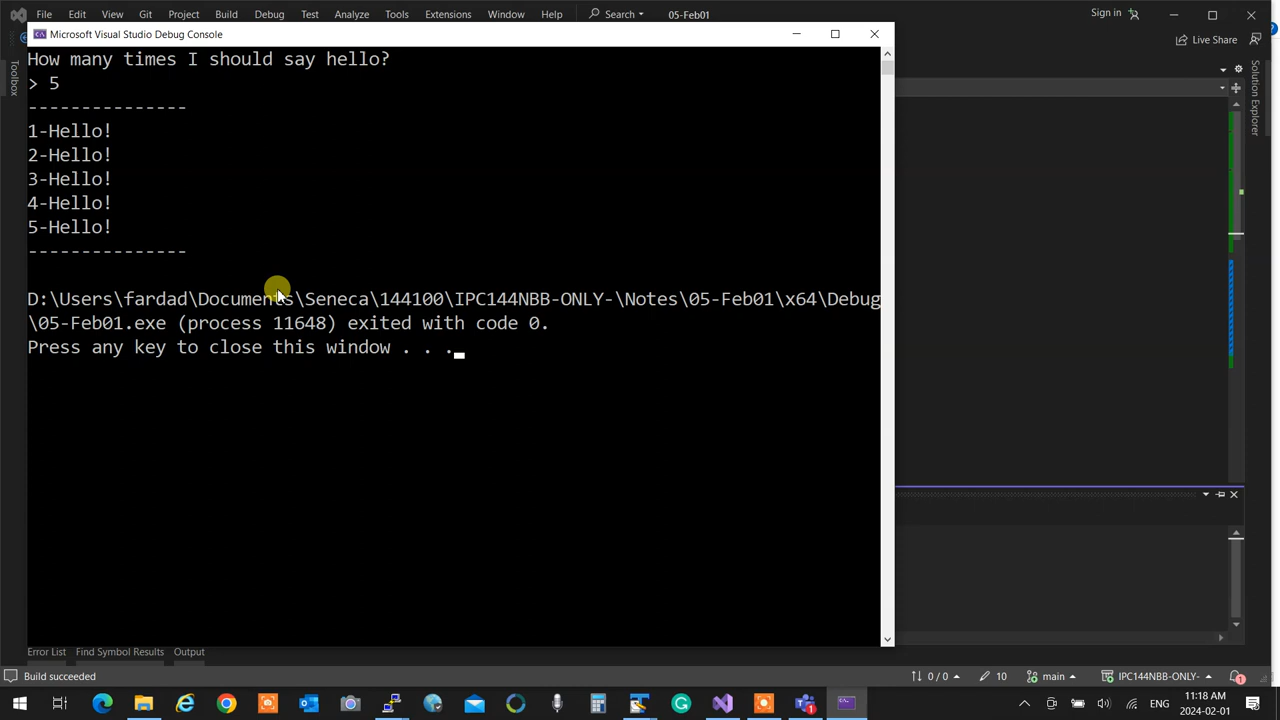 File Edit View Git Project Build Debug Test Analyze Tools Extensions Window Help Search 05-Feb01 Sign in
Microsoft Visual Studio Debug Console
Live Share
Toolbox
Solution Explorer
How many times I should say hello?
> 5
---------------
1-Hello!
2-Hello!
3-Hello!
4-Hello!
5-Hello!
---------------
D:\Users\fardad\Documents\Seneca\144100\IPC144NBB-ONLY-\Notes\05-Feb01\x64\Debug
\05-Feb01.exe (process 11648) exited with code 0.
Press any key to close this window . . .
Error List Find Symbol Results Output
Build succeeded 0 / 0 10 main IPC144NBB-ONLY- 1
ENG 11:18 AM
2024-02-01